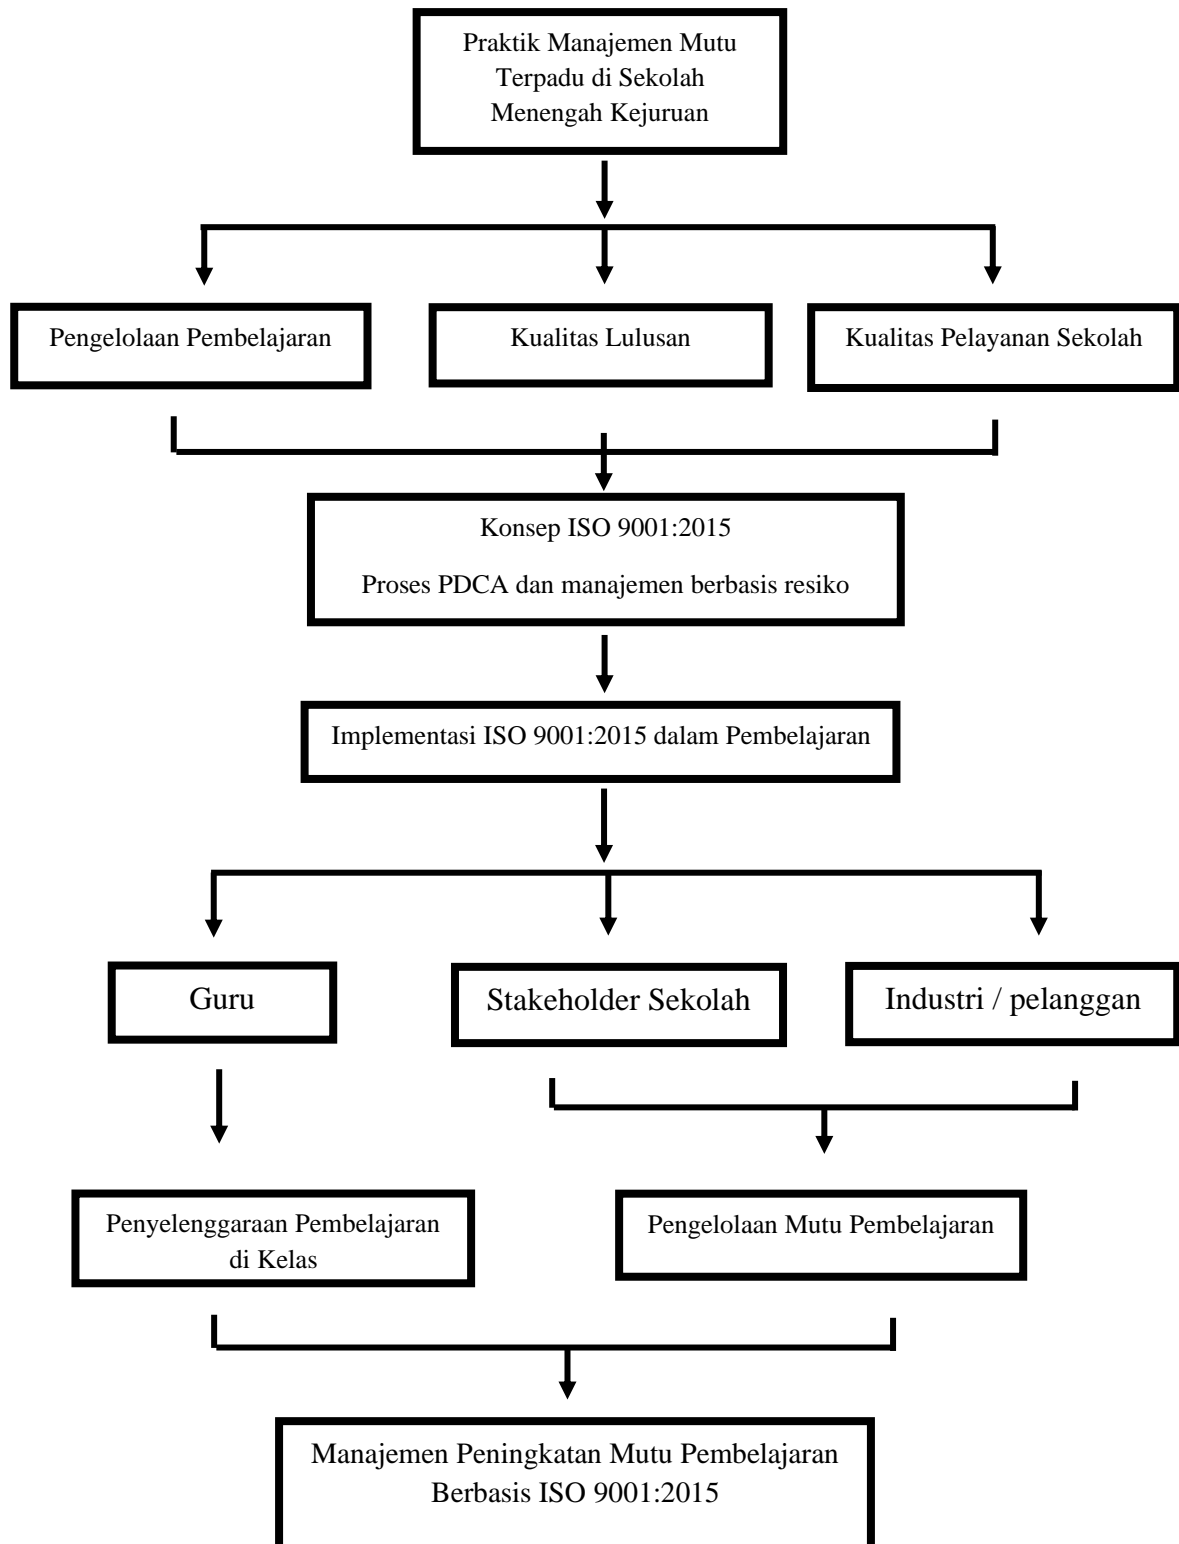 Praktik Manajemen Mutu
Terpadu di Sekolah
Menengah Kejuruan
Pengelolaan Pembelajaran
Kualitas Lulusan
Kualitas Pelayanan Sekolah
Konsep ISO 9001:2015
Proses PDCA dan manajemen berbasis resiko
Implementasi ISO 9001:2015 dalam Pembelajaran
Guru
Stakeholder Sekolah
Industri / pelanggan
Penyelenggaraan Pembelajaran
di Kelas
Pengelolaan Mutu Pembelajaran
Manajemen Peningkatan Mutu Pembelajaran
Berbasis ISO 9001:2015